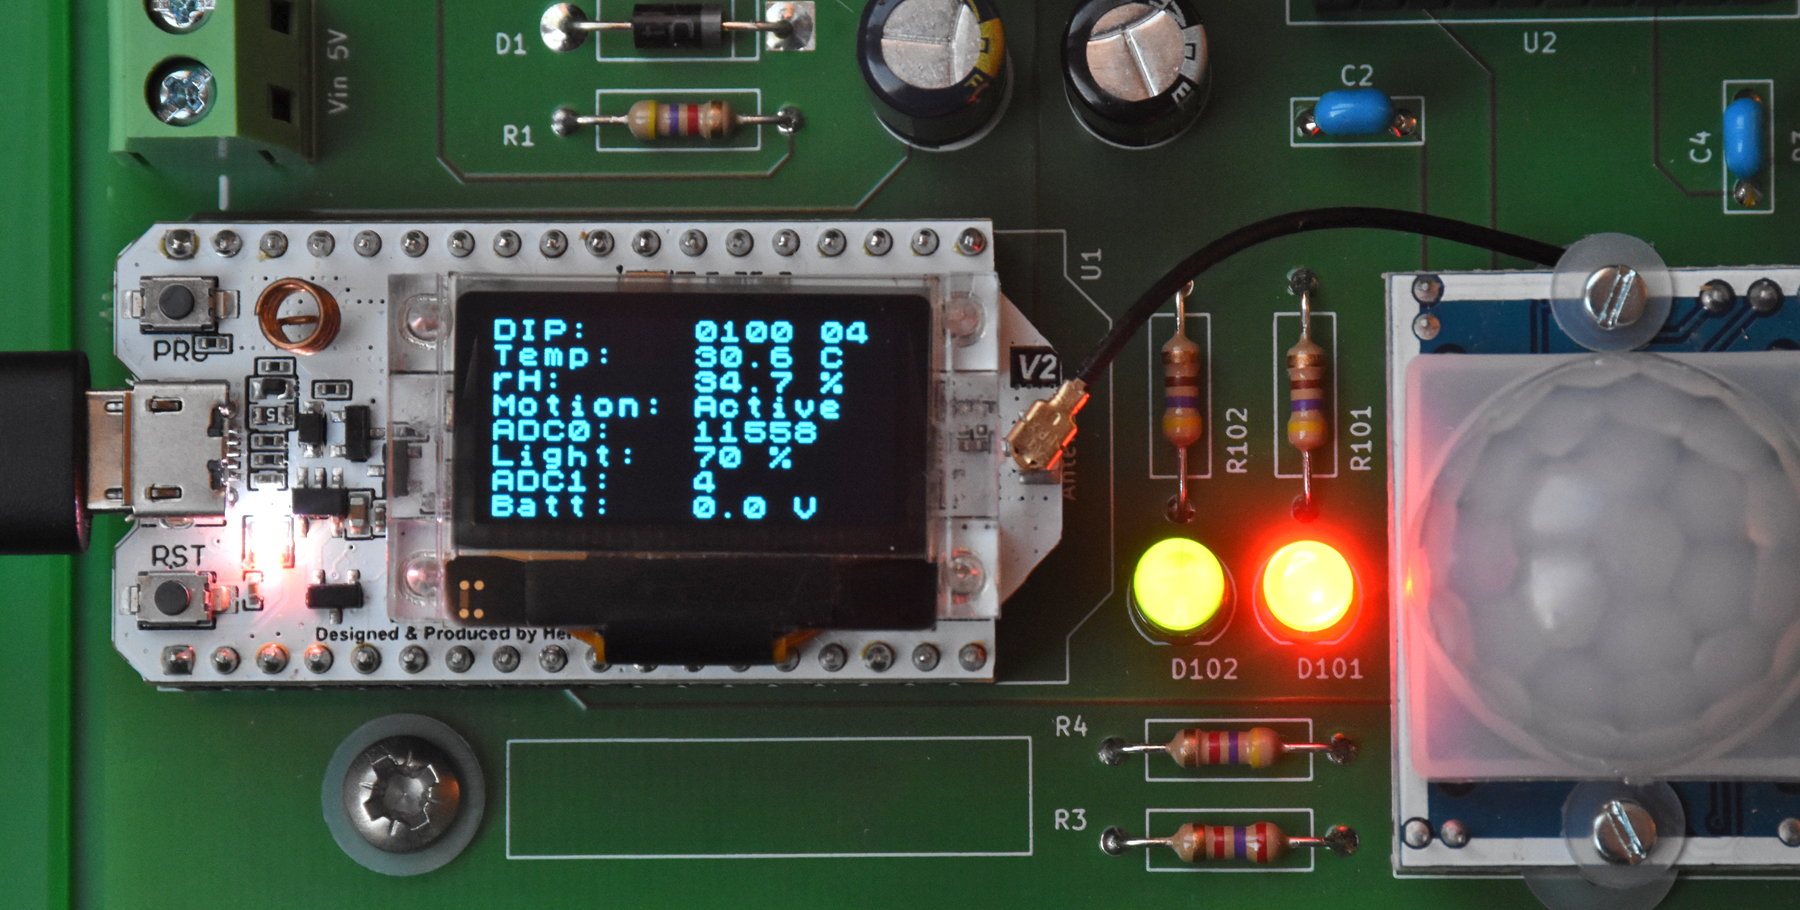 D1
Vin 5V
R1
U2
C2
C4
U1
PRG
DIP: 0100 04
Temp: 30.6 C
rH: 34.7 %
Motion: Active
ADC0: 11558
Light: 70 %
ADC1: 4
Batt: 0.0 V
V2
R102
R101
RST
Designed & Produced by
D102
D101
R4
R3